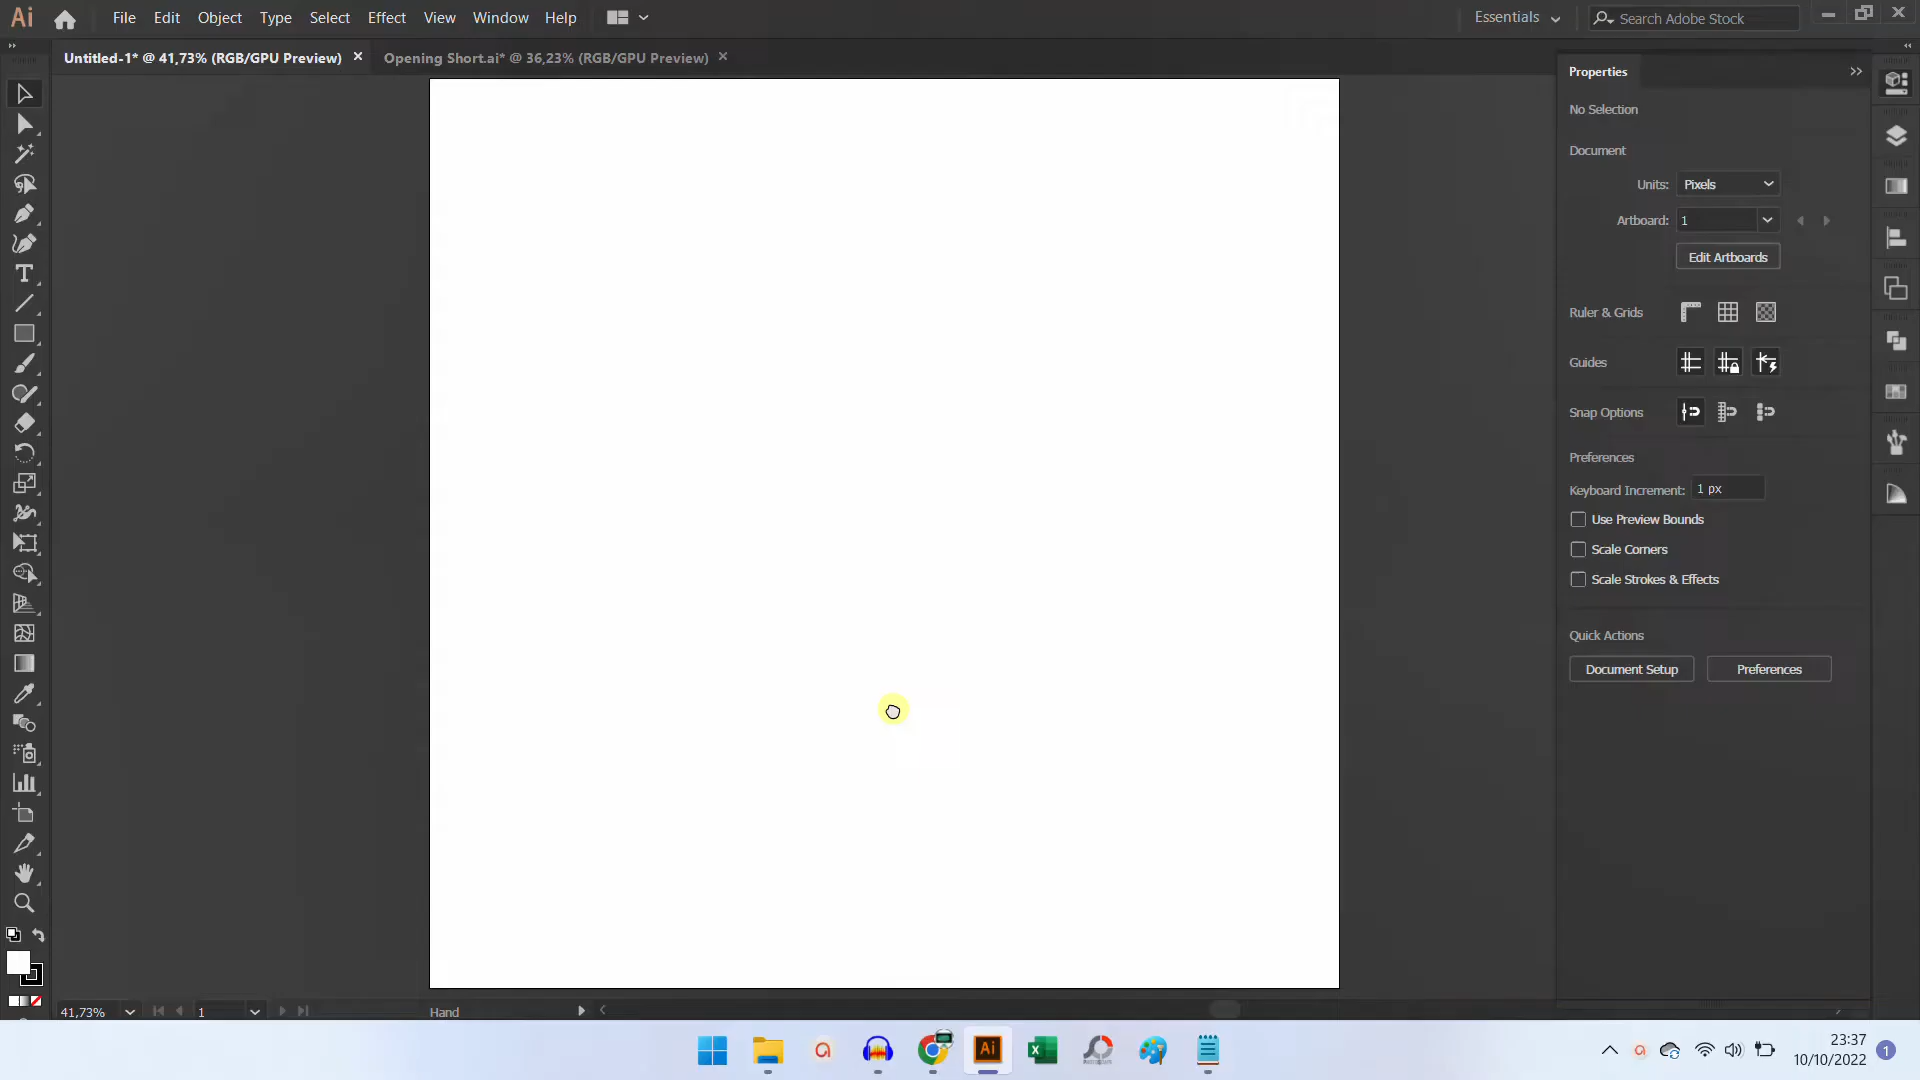 Ai File Edit Object Type Select Effect View Window Help Essentials Search Adobe Stock
Untitled-1* @ 41,73% (RGB/GPU Preview) Opening Short.ai* @ 36,23% (RGB/GPU Preview)
Properties
No Selection
Document
Units: Pixels
Artboard: 1
Edit Artboards
Ruler & Grids
Guides
Snap Options
Preferences
Keyboard Increment: 1 px
Use Preview Bounds
Scale Corners
Scale Strokes & Effects
Quick Actions
Document Setup Preferences
41,73% 1 Hand
Ai
23:37
10/10/2022 1